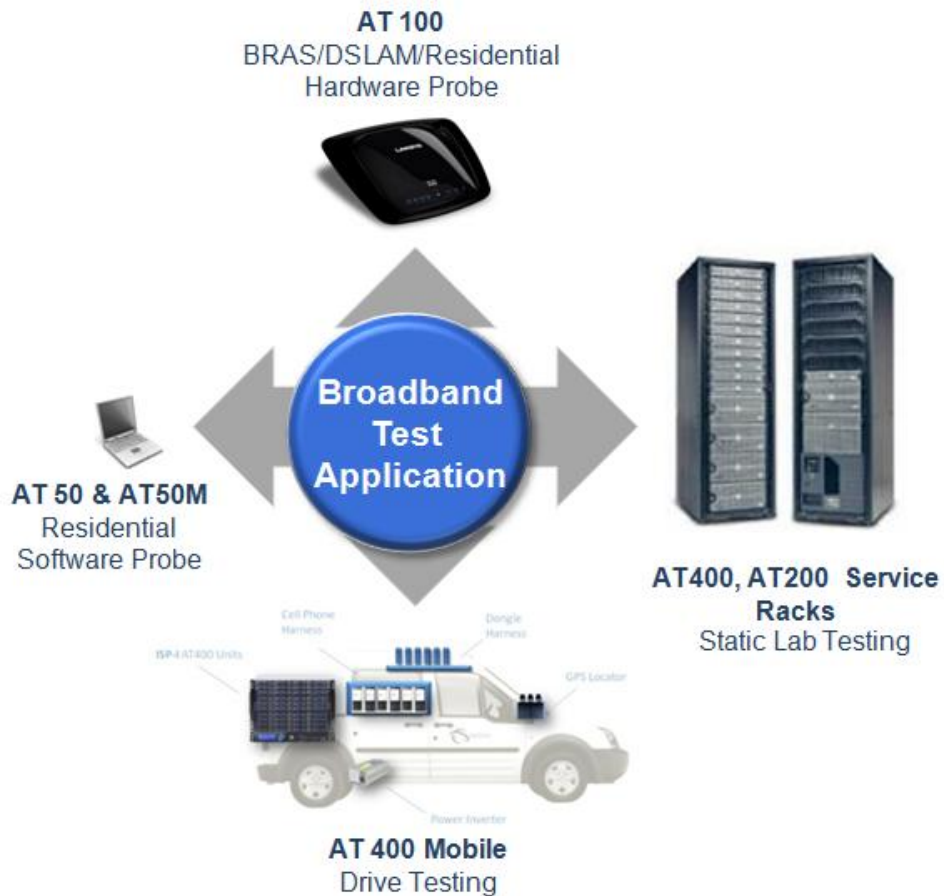 AT 100
BRAS/DSLAM/Residential
Hardware Probe
LINKSYS
Broadband
Test
Application
AT 50 & AT50M
Residential
Software Probe
AT400, AT200 Service
Racks
Static Lab Testing
Cell Phone
Harness
Dongle
Harness
ISP-I AT400 Units
GPS Locator
Power Inverter
AT 400 Mobile
Drive Testing